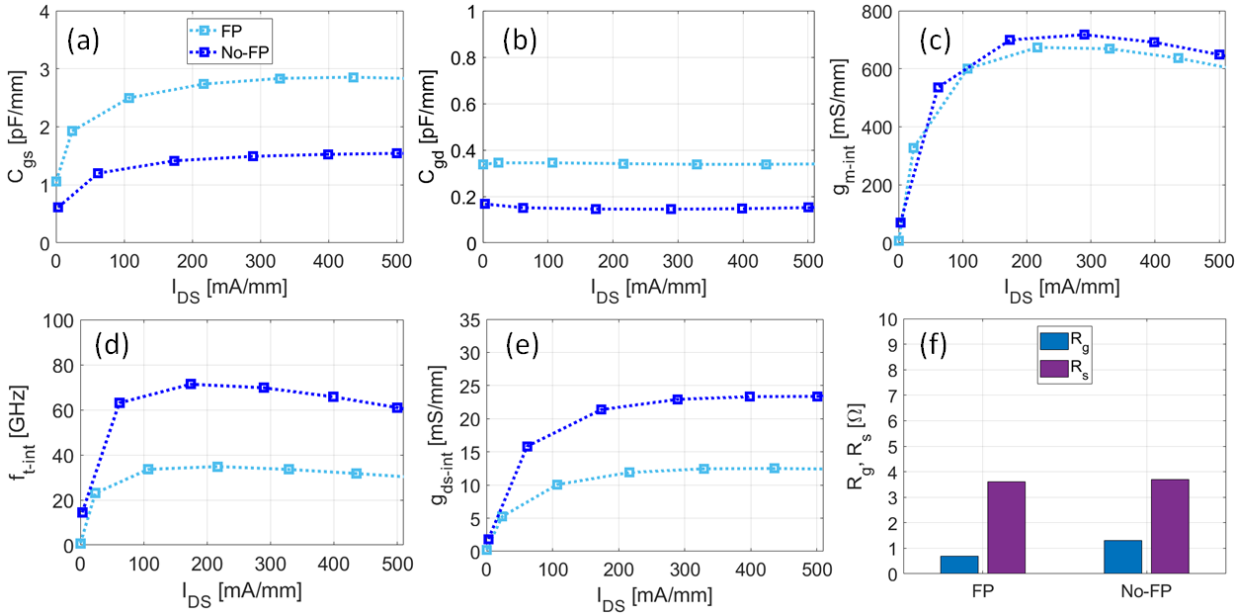 (a)
FP
No-FP
4
3
2
1
0
C_gs [pF/mm]
0 100 200 300 400 500
I_DS [mA/mm]
(b)
1
0.8
0.6
0.4
0.2
0
C_gd [pF/mm]
0 100 200 300 400 500
I_DS [mA/mm]
(c)
800
600
400
200
0
g_m-int [mS/mm]
0 100 200 300 400 500
I_DS [mA/mm]
(d)
100
80
60
40
20
0
f_t-int [GHz]
0 100 200 300 400 500
I_DS [mA/mm]
(e)
35
30
25
20
15
10
5
0
g_ds-int [mS/mm]
0 100 200 300 400 500
I_DS [mA/mm]
(f)
R_g
R_s
10
9
8
7
6
5
4
3
2
1
0
R_g, R_s [Ω]
FP No-FP